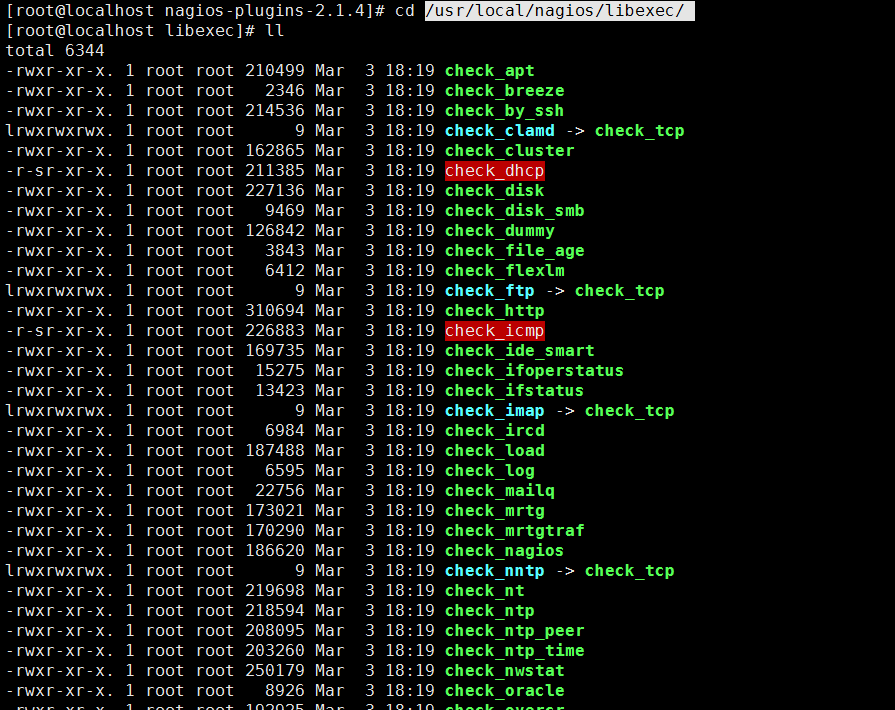 [root@localhost nagios-plugins-2.1.4]# cd /usr/local/nagios/libexec/
[root@localhost libexec]# ll
total 6344
-rwxr-xr-x. 1 root root 210499 Mar  3 18:19 check_apt
-rwxr-xr-x. 1 root root   2346 Mar  3 18:19 check_breeze
-rwxr-xr-x. 1 root root 214536 Mar  3 18:19 check_by_ssh
lrwxrwxrwx. 1 root root      9 Mar  3 18:19 check_clamd -> check_tcp
-rwxr-xr-x. 1 root root 162865 Mar  3 18:19 check_cluster
-r-sr-xr-x. 1 root root 211385 Mar  3 18:19 check_dhcp
-rwxr-xr-x. 1 root root 227136 Mar  3 18:19 check_disk
-rwxr-xr-x. 1 root root   9469 Mar  3 18:19 check_disk_smb
-rwxr-xr-x. 1 root root 126842 Mar  3 18:19 check_dummy
-rwxr-xr-x. 1 root root   3843 Mar  3 18:19 check_file_age
-rwxr-xr-x. 1 root root   6412 Mar  3 18:19 check_flexlm
lrwxrwxrwx. 1 root root      9 Mar  3 18:19 check_ftp -> check_tcp
-rwxr-xr-x. 1 root root 310694 Mar  3 18:19 check_http
-r-sr-xr-x. 1 root root 226883 Mar  3 18:19 check_icmp
-rwxr-xr-x. 1 root root 169735 Mar  3 18:19 check_ide_smart
-rwxr-xr-x. 1 root root  15275 Mar  3 18:19 check_ifoperstatus
-rwxr-xr-x. 1 root root  13423 Mar  3 18:19 check_ifstatus
lrwxrwxrwx. 1 root root      9 Mar  3 18:19 check_imap -> check_tcp
-rwxr-xr-x. 1 root root   6984 Mar  3 18:19 check_ircd
-rwxr-xr-x. 1 root root 187488 Mar  3 18:19 check_load
-rwxr-xr-x. 1 root root   6595 Mar  3 18:19 check_log
-rwxr-xr-x. 1 root root  22756 Mar  3 18:19 check_mailq
-rwxr-xr-x. 1 root root 173021 Mar  3 18:19 check_mrtg
-rwxr-xr-x. 1 root root 170290 Mar  3 18:19 check_mrtgtraf
-rwxr-xr-x. 1 root root 186620 Mar  3 18:19 check_nagios
lrwxrwxrwx. 1 root root      9 Mar  3 18:19 check_nntp -> check_tcp
-rwxr-xr-x. 1 root root 219698 Mar  3 18:19 check_nt
-rwxr-xr-x. 1 root root 218594 Mar  3 18:19 check_ntp
-rwxr-xr-x. 1 root root 208095 Mar  3 18:19 check_ntp_peer
-rwxr-xr-x. 1 root root 203260 Mar  3 18:19 check_ntp_time
-rwxr-xr-x. 1 root root 250179 Mar  3 18:19 check_nwstat
-rwxr-xr-x. 1 root root   8926 Mar  3 18:19 check_oracle